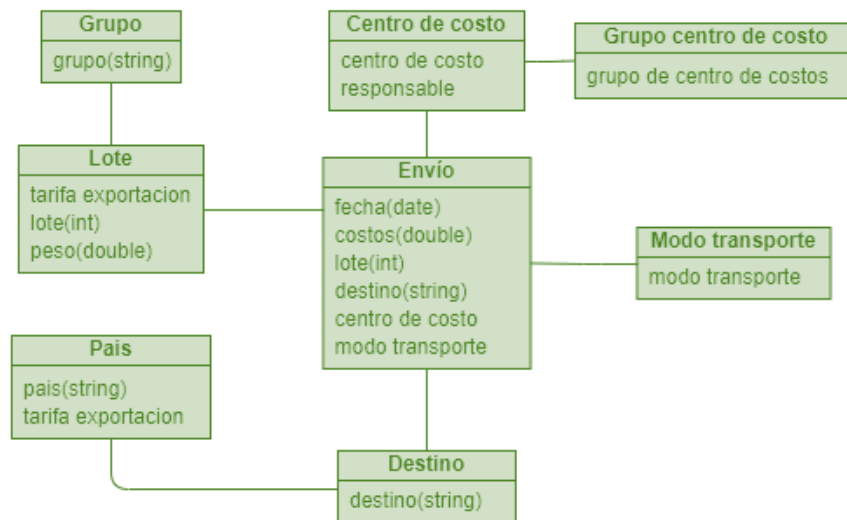 Grupo
grupo(string)
Centro de costo
centro de costo
responsable
Grupo centro de costo
grupo de centro de costos
Lote
tarifa exportacion
lote(int)
peso(double)
Envío
fecha(date)
costos(double)
lote(int)
destino(string)
centro de costo
modo transporte
Modo transporte
modo transporte
Pais
pais(string)
tarifa exportacion
Destino
destino(string)